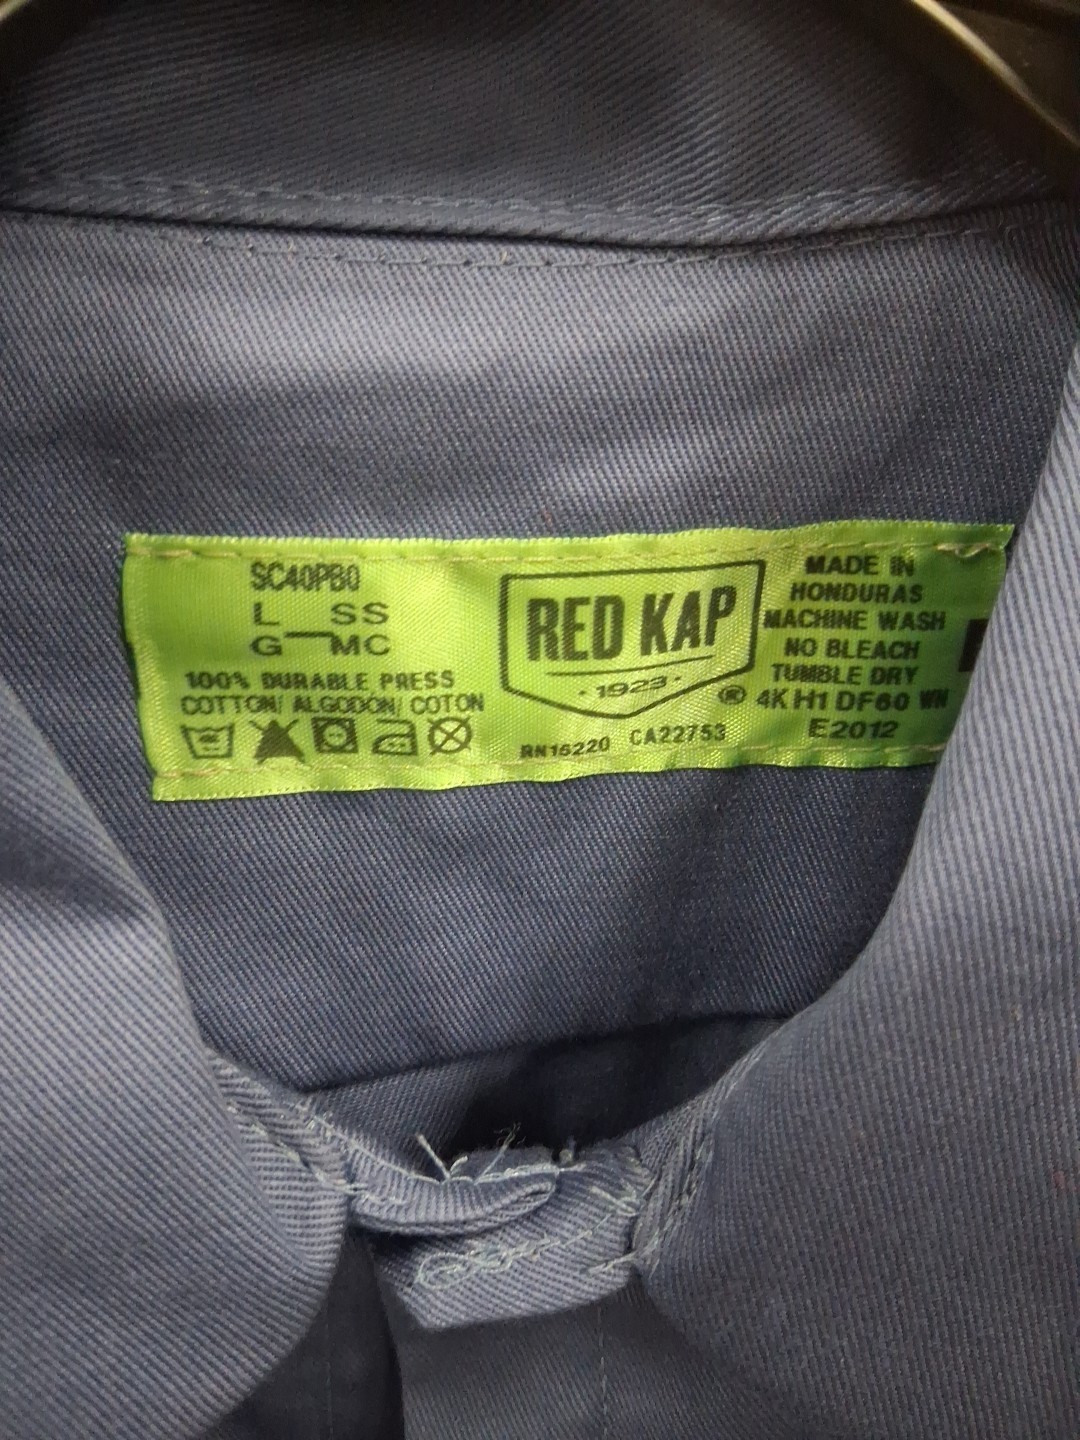 SC40PB0
L SS
G MC
100% DURABLE PRESS
COTTON/ ALGODON/ COTON
RED KAP
·1923·
®
RN16220 CA22753
MADE IN
HONDURAS
MACHINE WASH
NO BLEACH
TUMBLE DRY
4K H1 DF60 WN
E2012